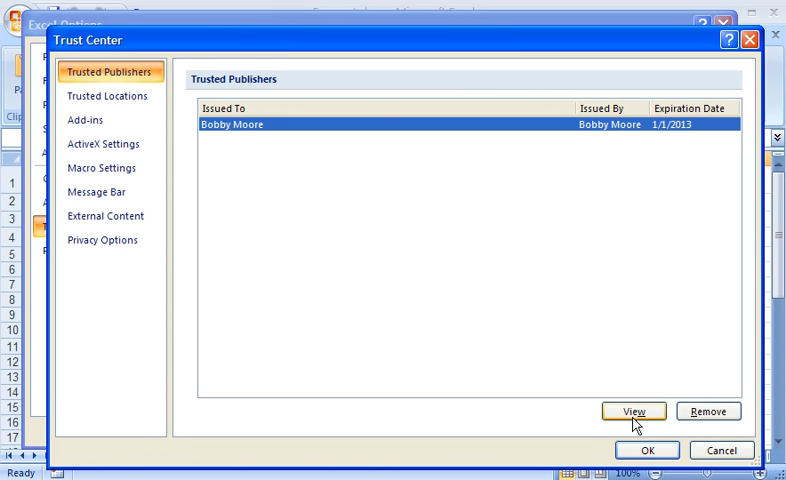 Excel Options
Trust Center
Trusted Publishers
Trusted Locations
Add-ins
ActiveX Settings
Macro Settings
Message Bar
External Content
Privacy Options
Trusted Publishers
Issued To Issued By Expiration Date
Bobby Moore Bobby Moore 1/1/2013
View Remove
OK Cancel
Clip
1
2
3
4
5
6
7
8
9
10
11
12
13
14
15
16
17
Ready 100%